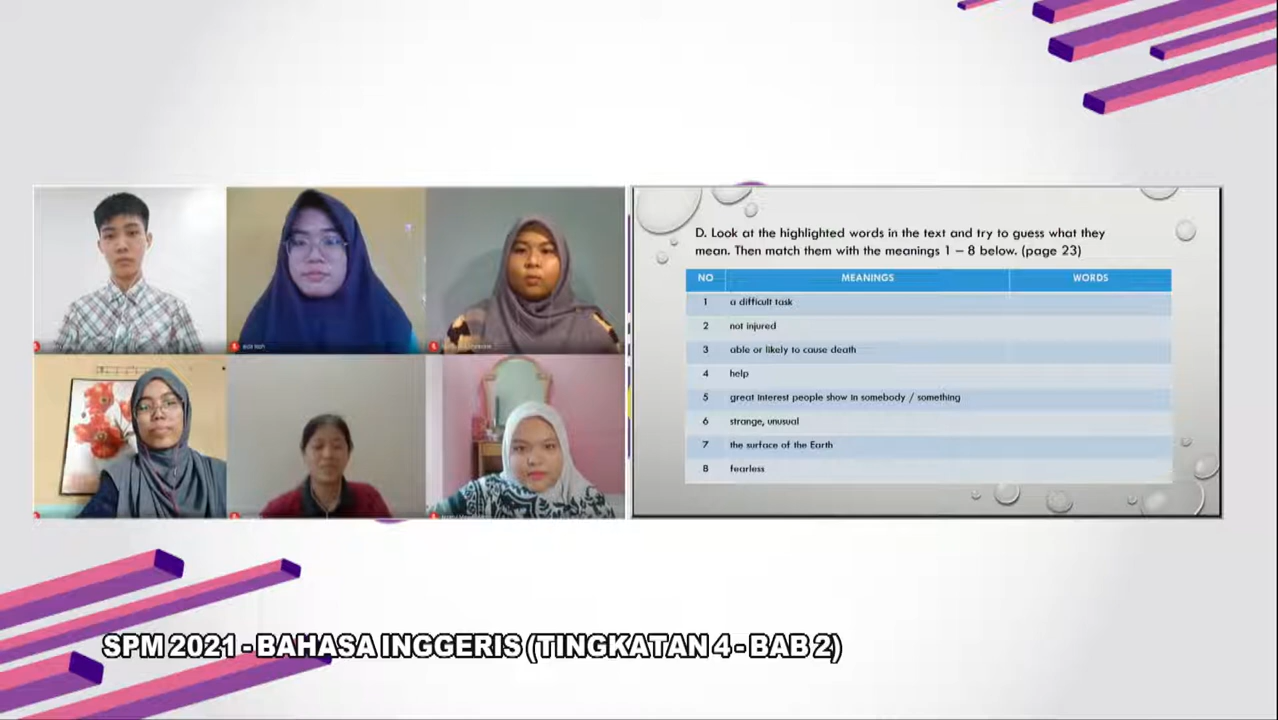 D. Look at the highlighted words in the text and try to guess what they
mean. Then match them with the meanings 1 – 8 below. (page 23)
NO MEANINGS WORDS
1 a difficult task
2 not injured
3 able or likely to cause death
4 help
5 great interest people show in somebody / something
6 strange, unusual
7 the surface of the Earth
8 fearless
SPM 2021 - BAHASA INGGERIS (TINGKATAN 4 - BAB 2)